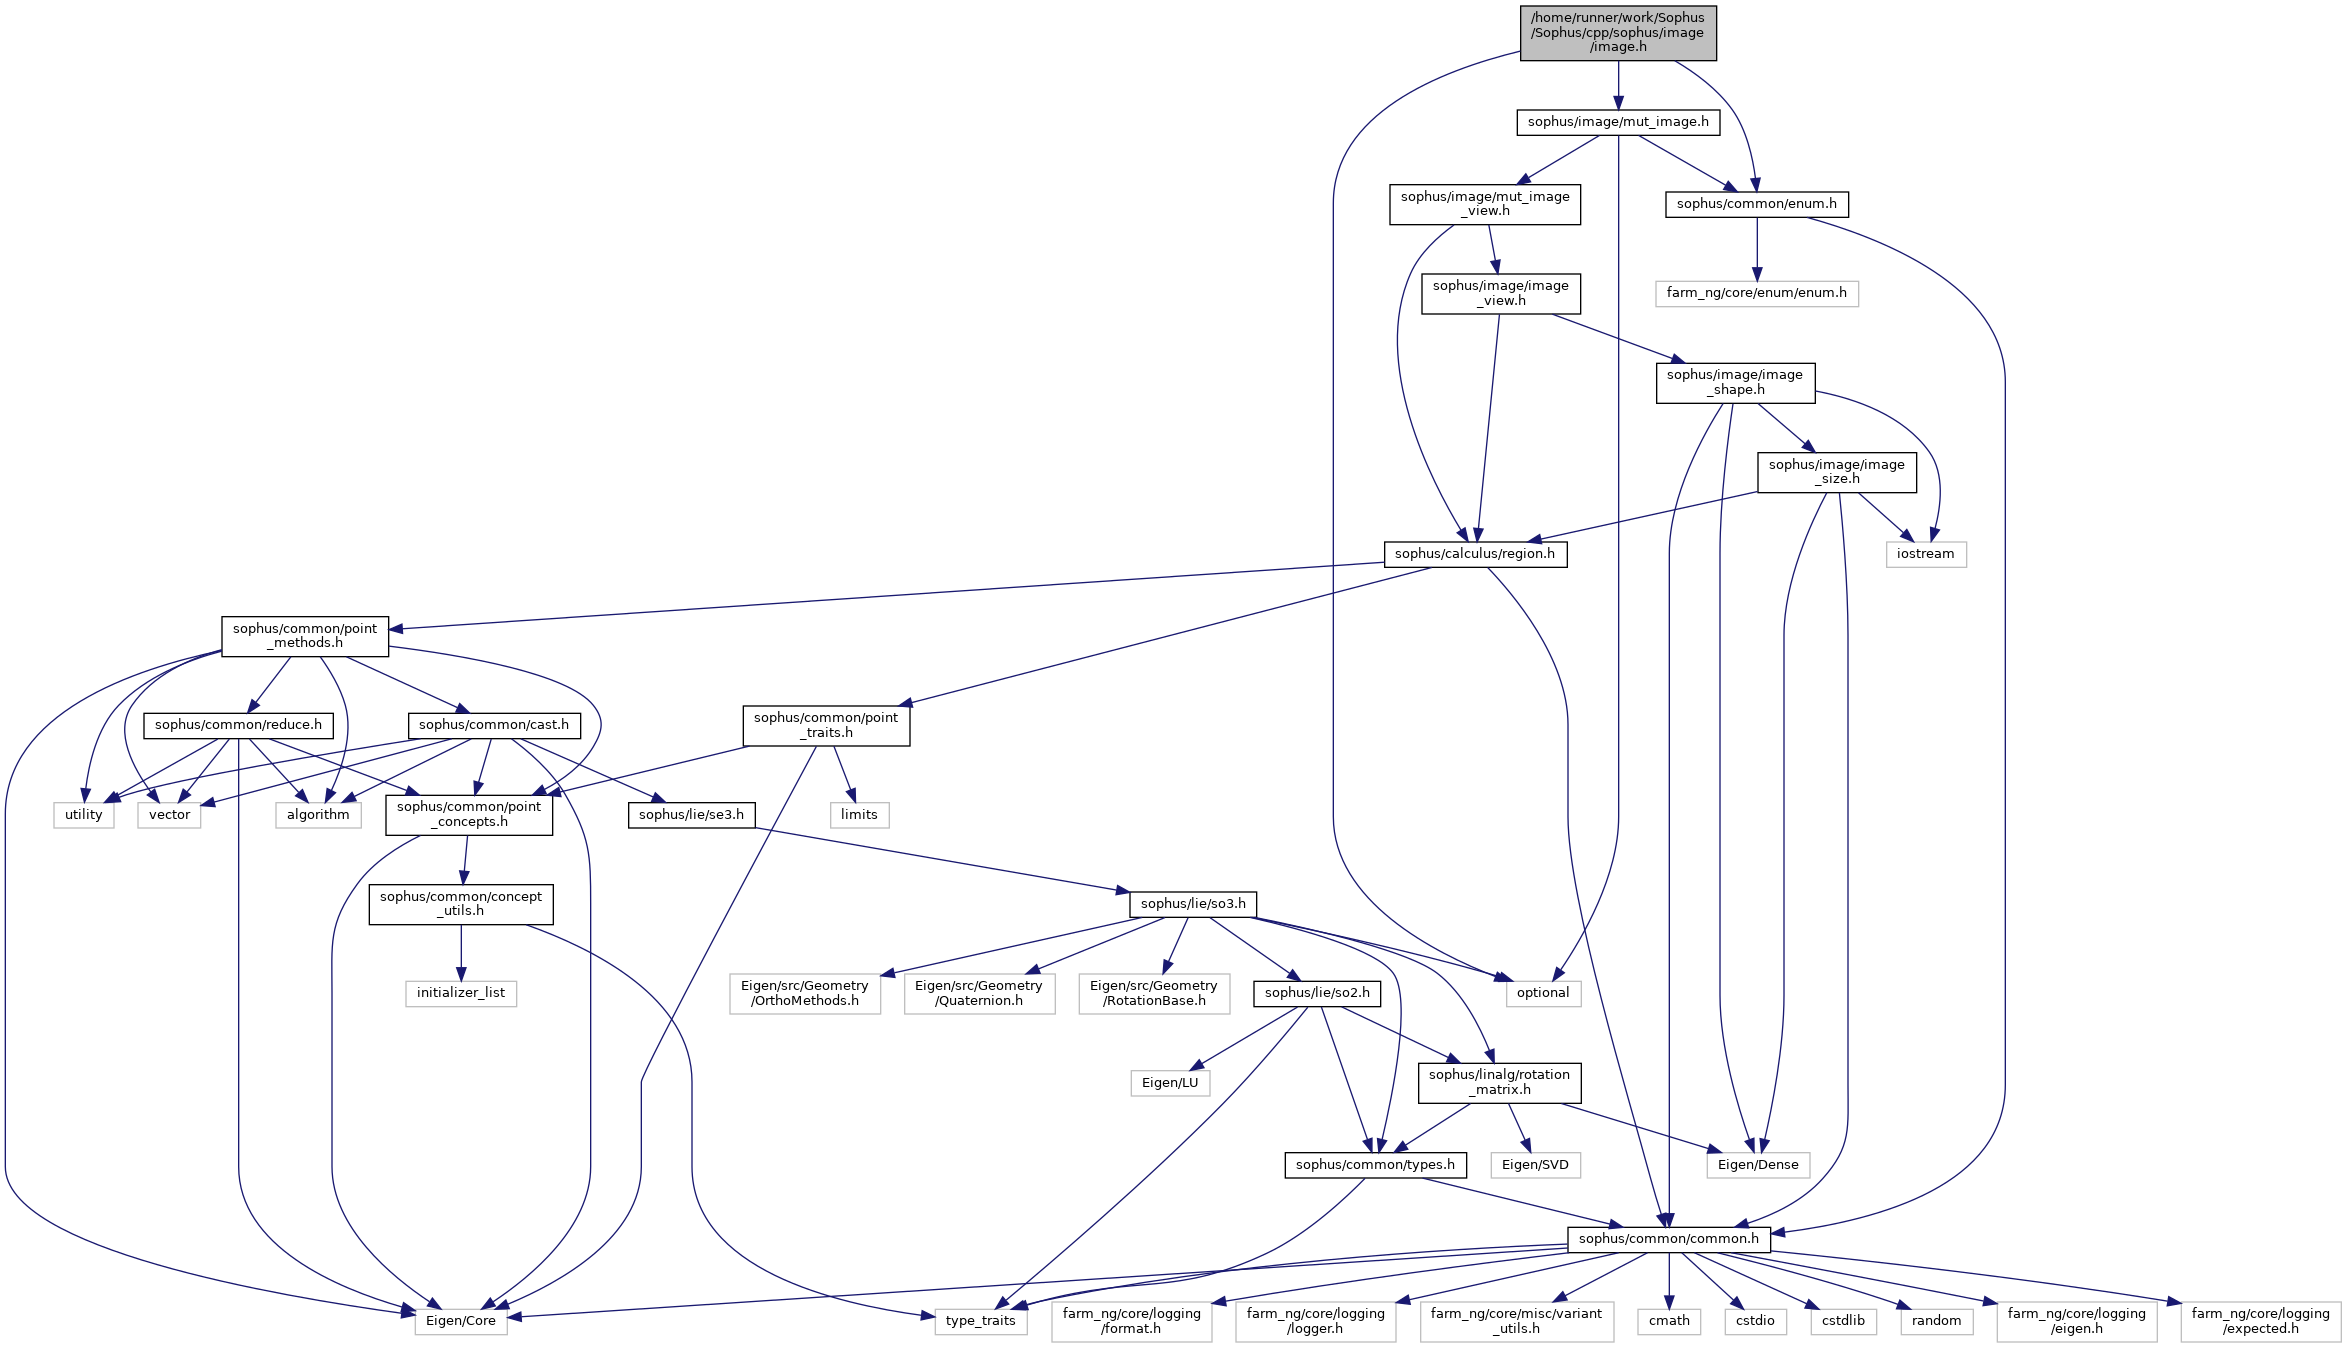 /home/runner/work/Sophus
/Sophus/cpp/sophus/image
/image.h
sophus/image/mut_image.h
sophus/image/mut_image
_view.h
sophus/common/enum.h
sophus/image/image
_view.h
farm_ng/core/enum/enum.h
sophus/image/image
_shape.h
sophus/image/image
_size.h
sophus/calculus/region.h
iostream
sophus/common/point
_methods.h
sophus/common/reduce.h
sophus/common/cast.h
sophus/common/point
_traits.h
utility
vector
algorithm
sophus/common/point
_concepts.h
sophus/lie/se3.h
limits
sophus/common/concept
_utils.h
sophus/lie/so3.h
initializer_list
Eigen/src/Geometry
/OrthoMethods.h
Eigen/src/Geometry
/Quaternion.h
Eigen/src/Geometry
/RotationBase.h
sophus/lie/so2.h
optional
Eigen/LU
sophus/linalg/rotation
_matrix.h
sophus/common/types.h
Eigen/SVD
Eigen/Dense
sophus/common/common.h
Eigen/Core
type_traits
farm_ng/core/logging
/format.h
farm_ng/core/logging
/logger.h
farm_ng/core/misc/variant
_utils.h
cmath
cstdio
cstdlib
random
farm_ng/core/logging
/eigen.h
farm_ng/core/logging
/expected.h